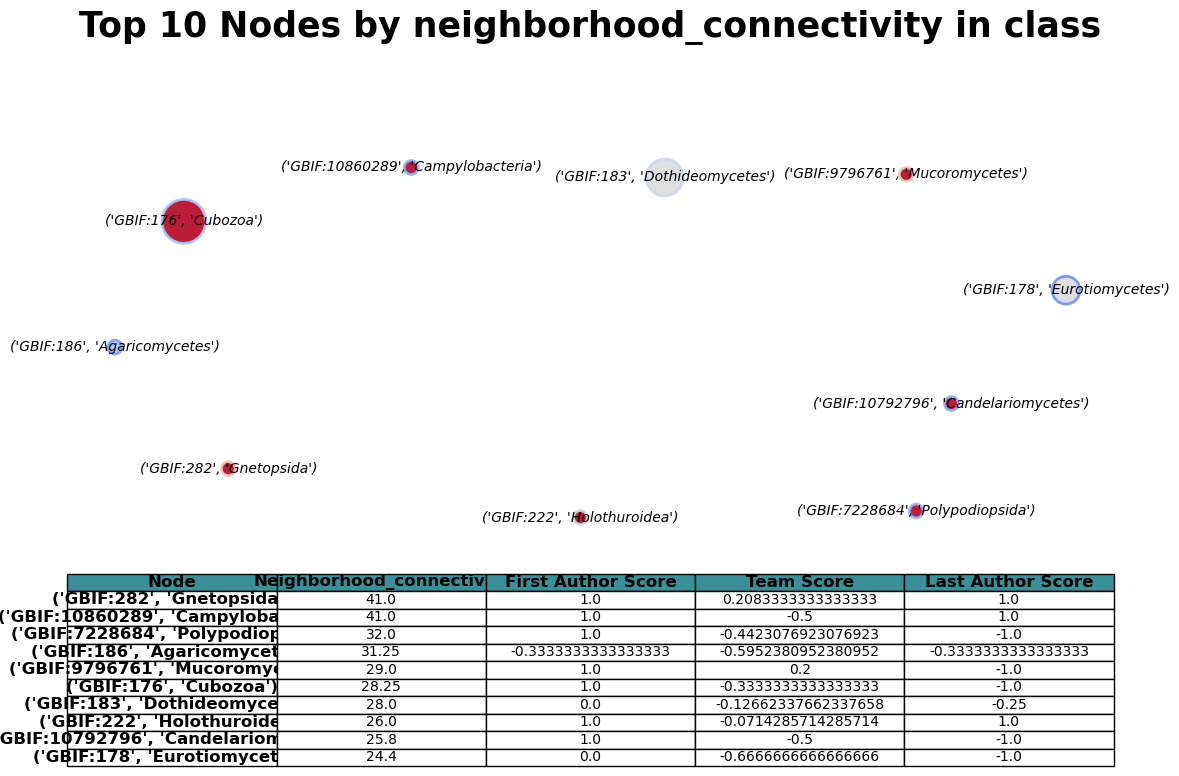 Top 10 Nodes by neighborhood_connectivity in class
('GBIF:10860289', 'Campylobacteria')
('GBIF:183', 'Dothideomycetes')
('GBIF:9796761', 'Mucoromycetes')
('GBIF:176', 'Cubozoa')
('GBIF:178', 'Eurotiomycetes')
('GBIF:186', 'Agaricomycetes')
('GBIF:10792796', 'Candelariomycetes')
('GBIF:282', 'Gnetopsida')
('GBIF:222', 'Holothuroidea')
('GBIF:7228684', 'Polypodiopsida')
Node Neighborhood_connectiv First Author Score Team Score Last Author Score
('GBIF:282', 'Gnetopsida 41.0 1.0 0.2083333333333333 1.0
('GBIF:10860289', 'Campyloba 41.0 1.0 -0.5 1.0
('GBIF:7228684', 'Polypodiop 32.0 1.0 -0.4423076923076923 -1.0
('GBIF:186', 'Agaricomycet 31.25 -0.3333333333333333 -0.5952380952380952 -0.3333333333333333
('GBIF:9796761', 'Mucoromyc 29.0 1.0 0.2 -1.0
('GBIF:176', 'Cubozoa') 28.25 1.0 -0.3333333333333333 -1.0
('GBIF:183', 'Dothideomyce 28.0 0.0 -0.12662337662337658 -0.25
('GBIF:222', 'Holothuroide 26.0 1.0 -0.0714285714285714 1.0
GBIF:10792796', 'Candelariom 25.8 1.0 -0.5 -1.0
('GBIF:178', 'Eurotiomycet 24.4 0.0 -0.6666666666666666 -1.0